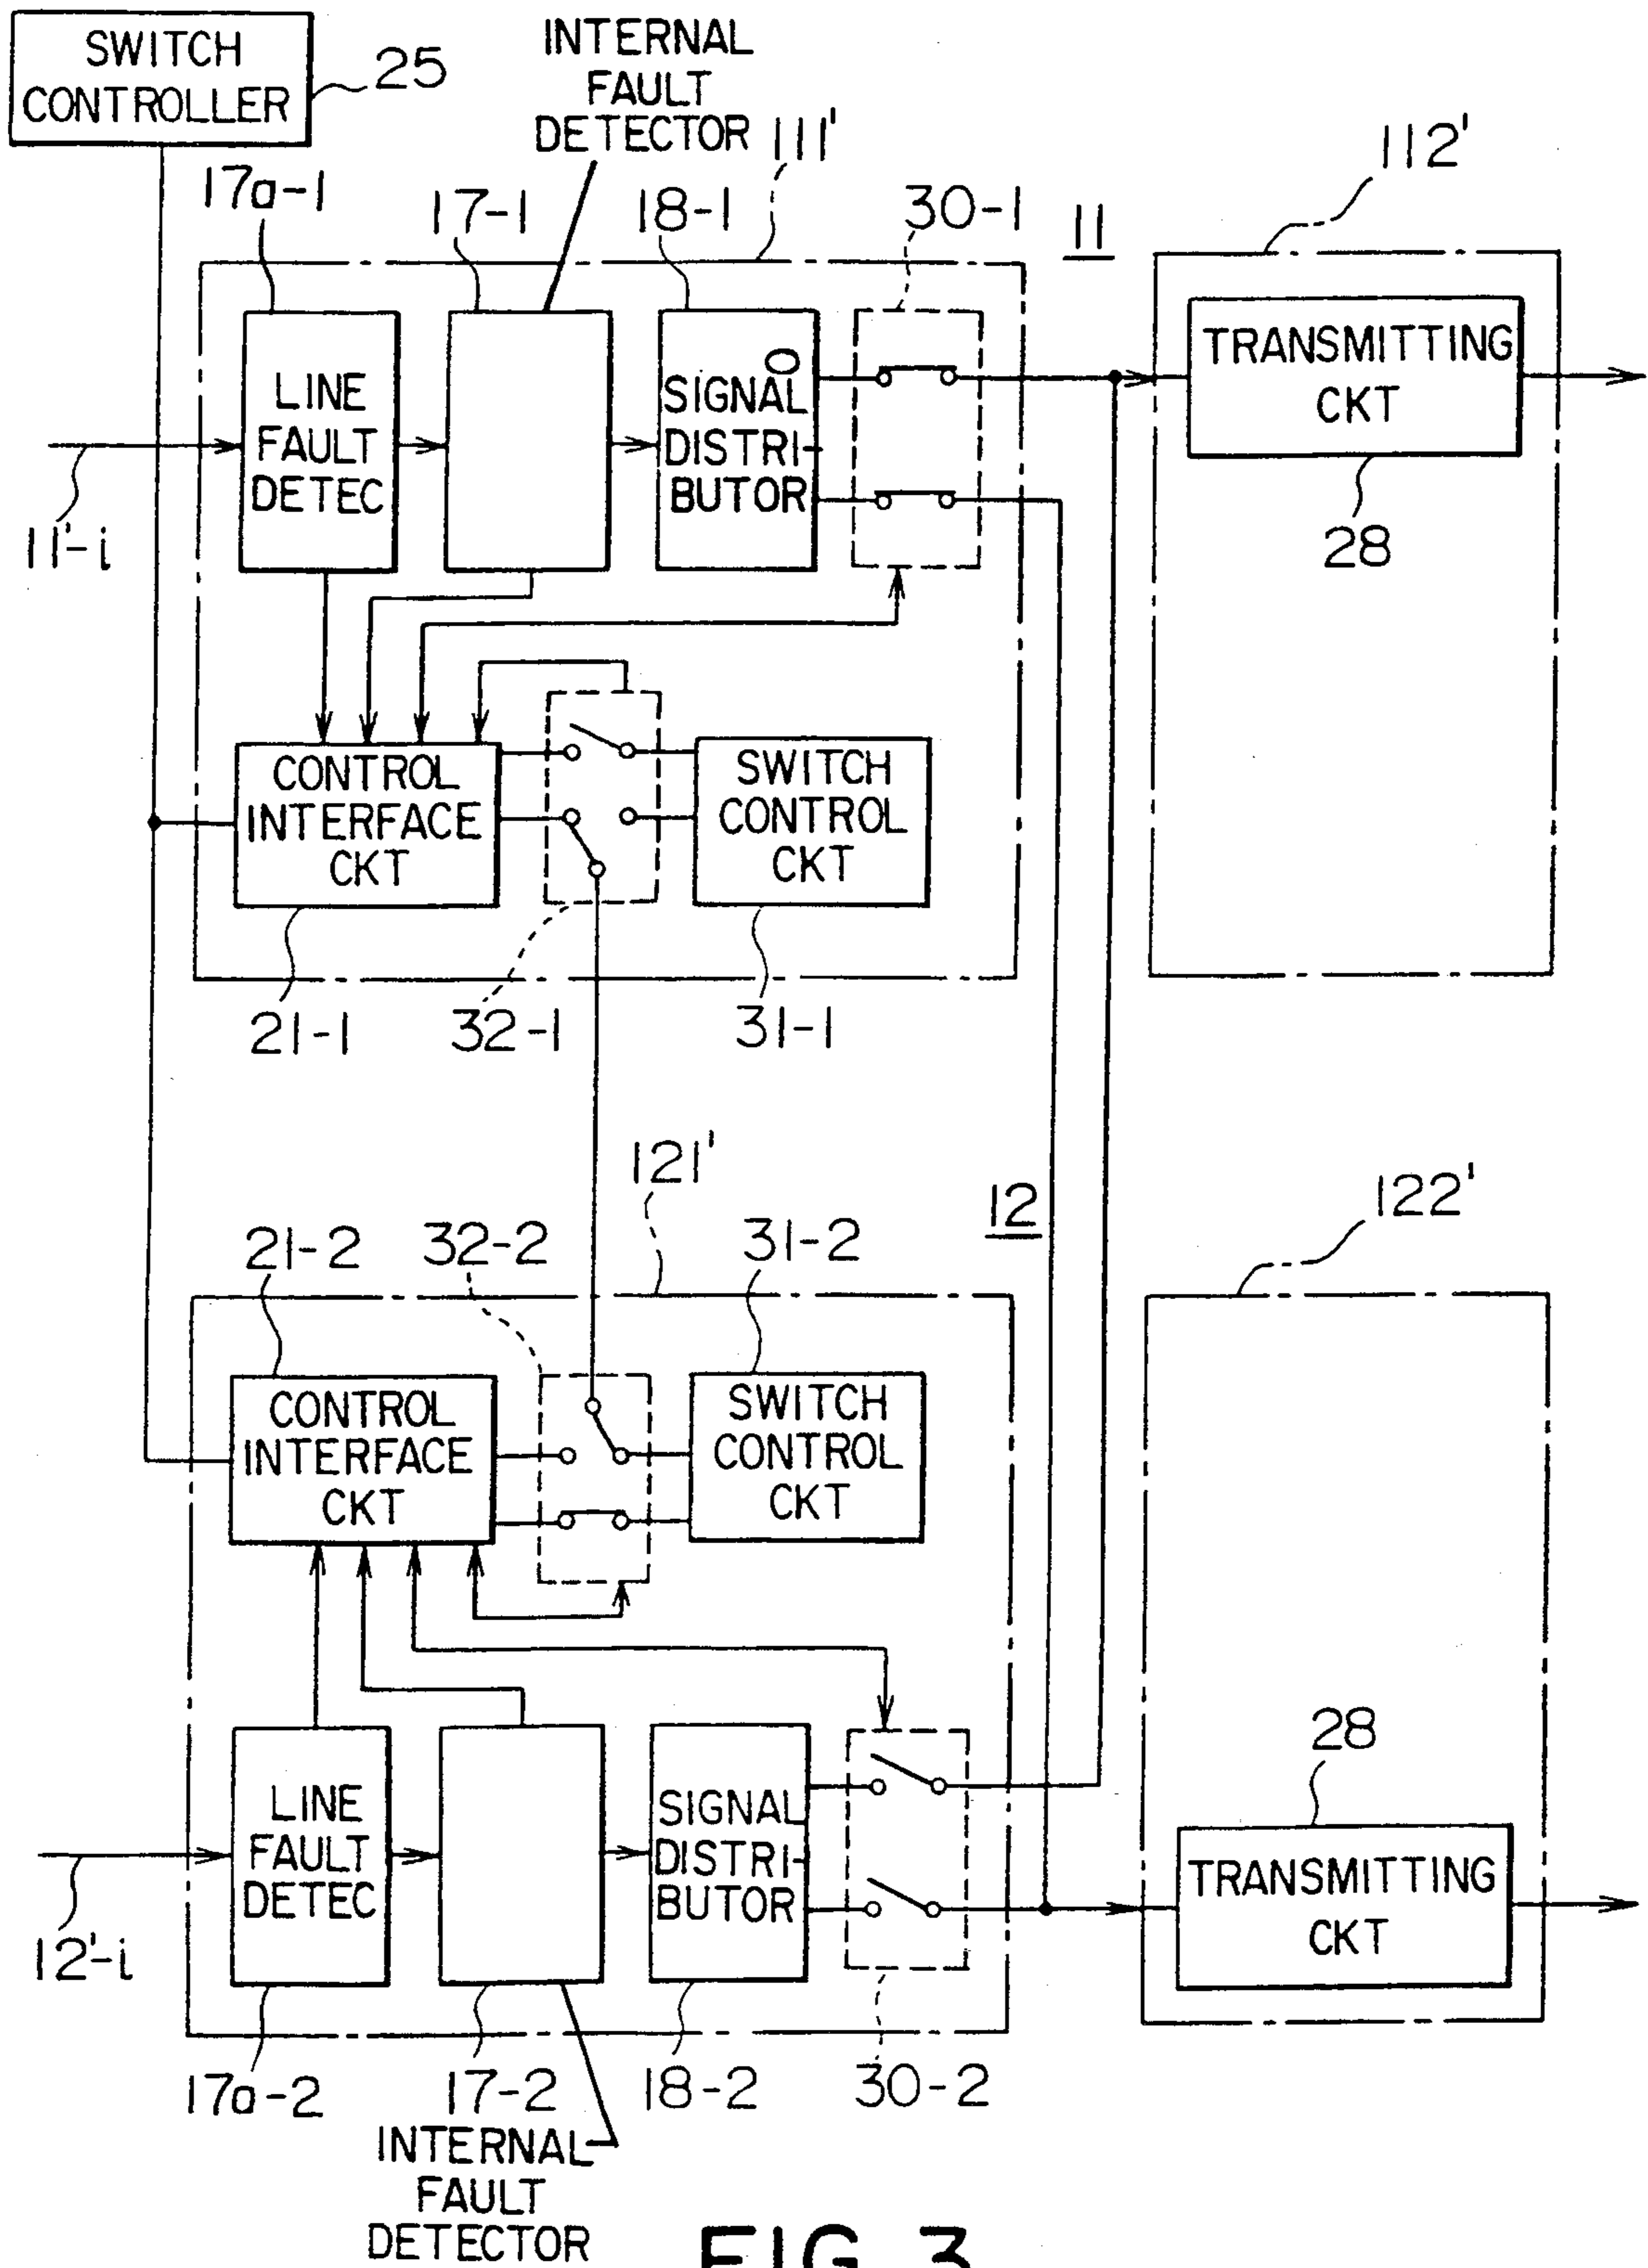 SWITCH
CONTROLLER
25
INTERNAL
FAULT
DETECTOR
111'
112'
17a-1
17-1
18-1
30-1
11
LINE
FAULT
DETEC
O
SIGNAL
DISTRI-
BUTOR
TRANSMITTING
CKT
11'-i
28
CONTROL
INTERFACE
CKT
SWITCH
CONTROL
CKT
21-1
32-1
31-1
121'
12
122'
21-2
32-2
31-2
CONTROL
INTERFACE
CKT
SWITCH
CONTROL
CKT
28
LINE
FAULT
DETEC
SIGNAL
DISTRI-
BUTOR
TRANSMITTING
CKT
12'-i
17a-2
17-2
18-2
30-2
INTERNAL
FAULT
DETECTOR
FIG. 3